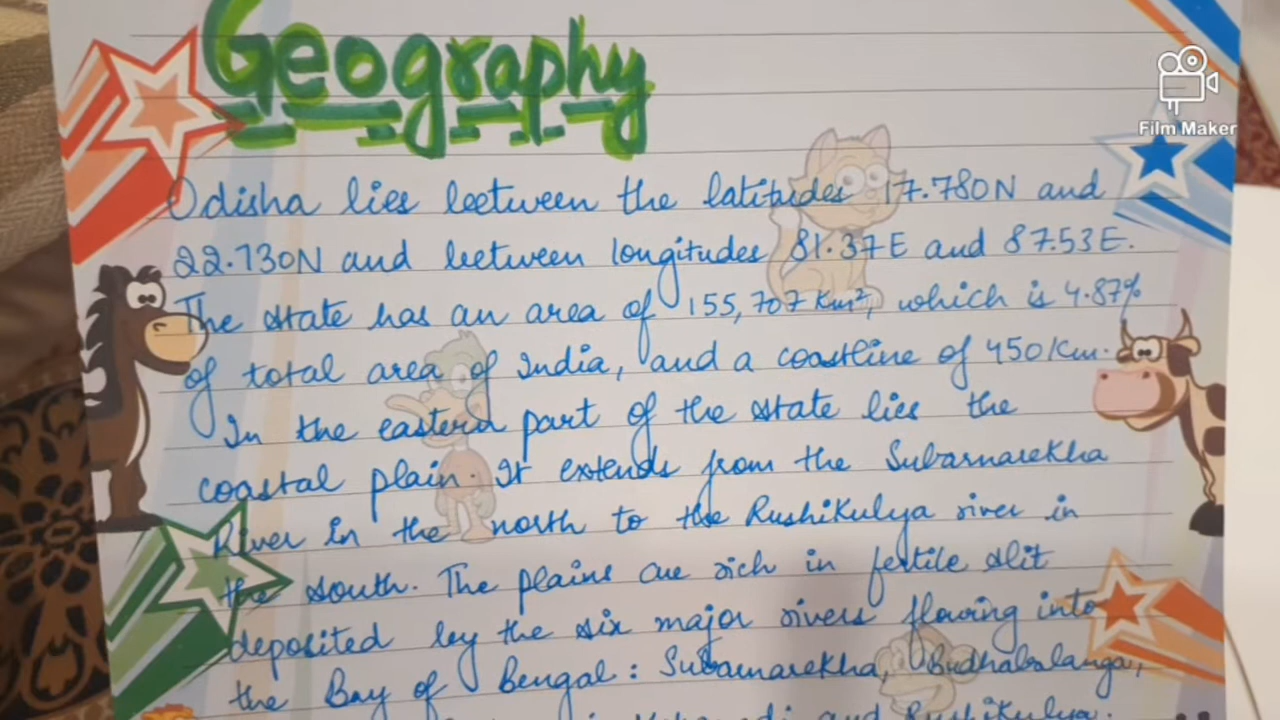 Geography
Film Maker
Odisha lies between the latitudes 17.780N and
22.730N and between longitudes 81.37E and 87.53E.
The state has an area of 155,707 Km², which is 4.87%
of total area of India, and a coastline of 450 Km.
In the eastern part of the state lies the
coastal plain. It extends from the Subarnarekha
River in the north to the Rushikulya river in
the south. The plains are rich in fertile slit
deposited by the six major rivers flowing into
the Bay of Bengal: Subarnarekha, Budhabalanga,
and Rushikulya.